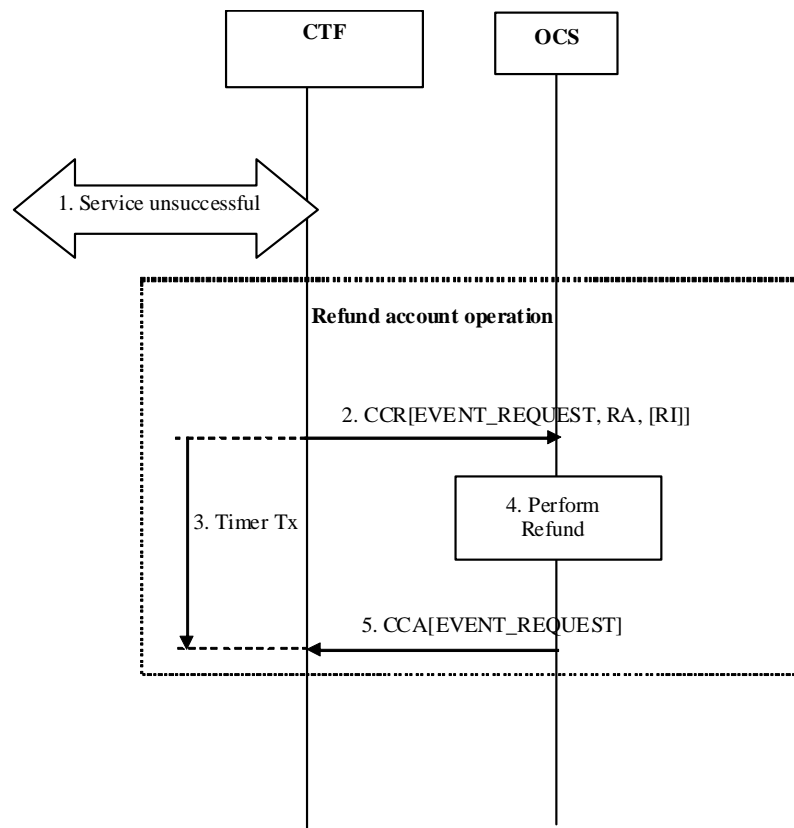 CTF
OCS
1. Service unsuccessful
Refund account operation
2. CCR[EVENT_REQUEST, RA, [RI]]
3. Timer Tx
4. Perform
Refund
5. CCA[EVENT_REQUEST]